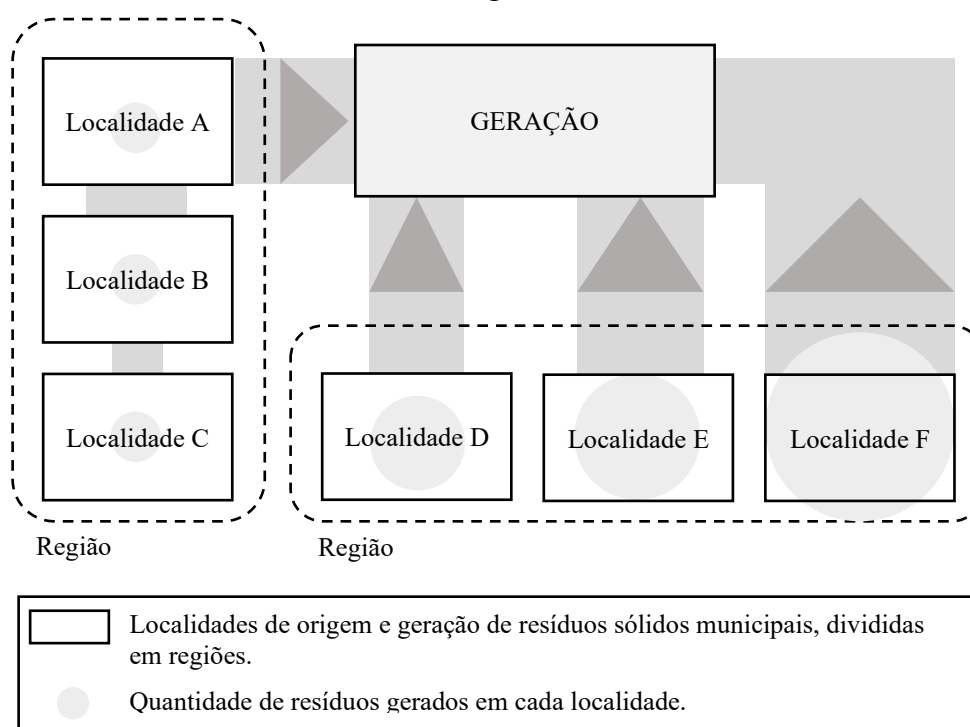 Localidade A
GERAÇÃO
Localidade B
Localidade C
Localidade D
Localidade E
Localidade F
Região
Região
Localidades de origem e geração de resíduos sólidos municipais, divididas
em regiões.
Quantidade de resíduos gerados em cada localidade.